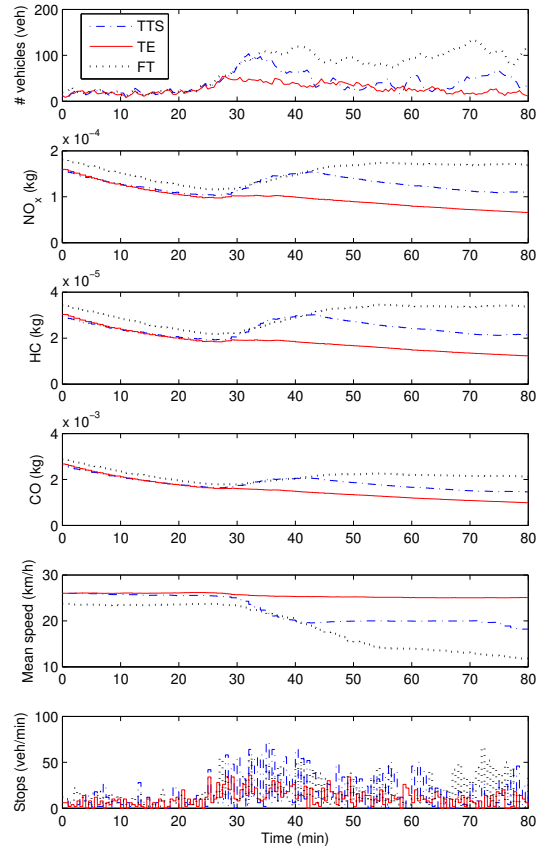 200
100
0
# vehicles (veh)
TTS
TE
FT
0 10 20 30 40 50 60 70 80
x 10⁻⁴
2
1
0
NOₓ (kg)
0 10 20 30 40 50 60 70 80
x 10⁻⁵
4
2
0
HC (kg)
0 10 20 30 40 50 60 70 80
x 10⁻³
4
2
0
CO (kg)
0 10 20 30 40 50 60 70 80
30
20
10
Mean speed (km/h)
0 10 20 30 40 50 60 70 80
100
50
0
Stops (veh/min)
0 10 20 30 40 50 60 70 80
Time (min)